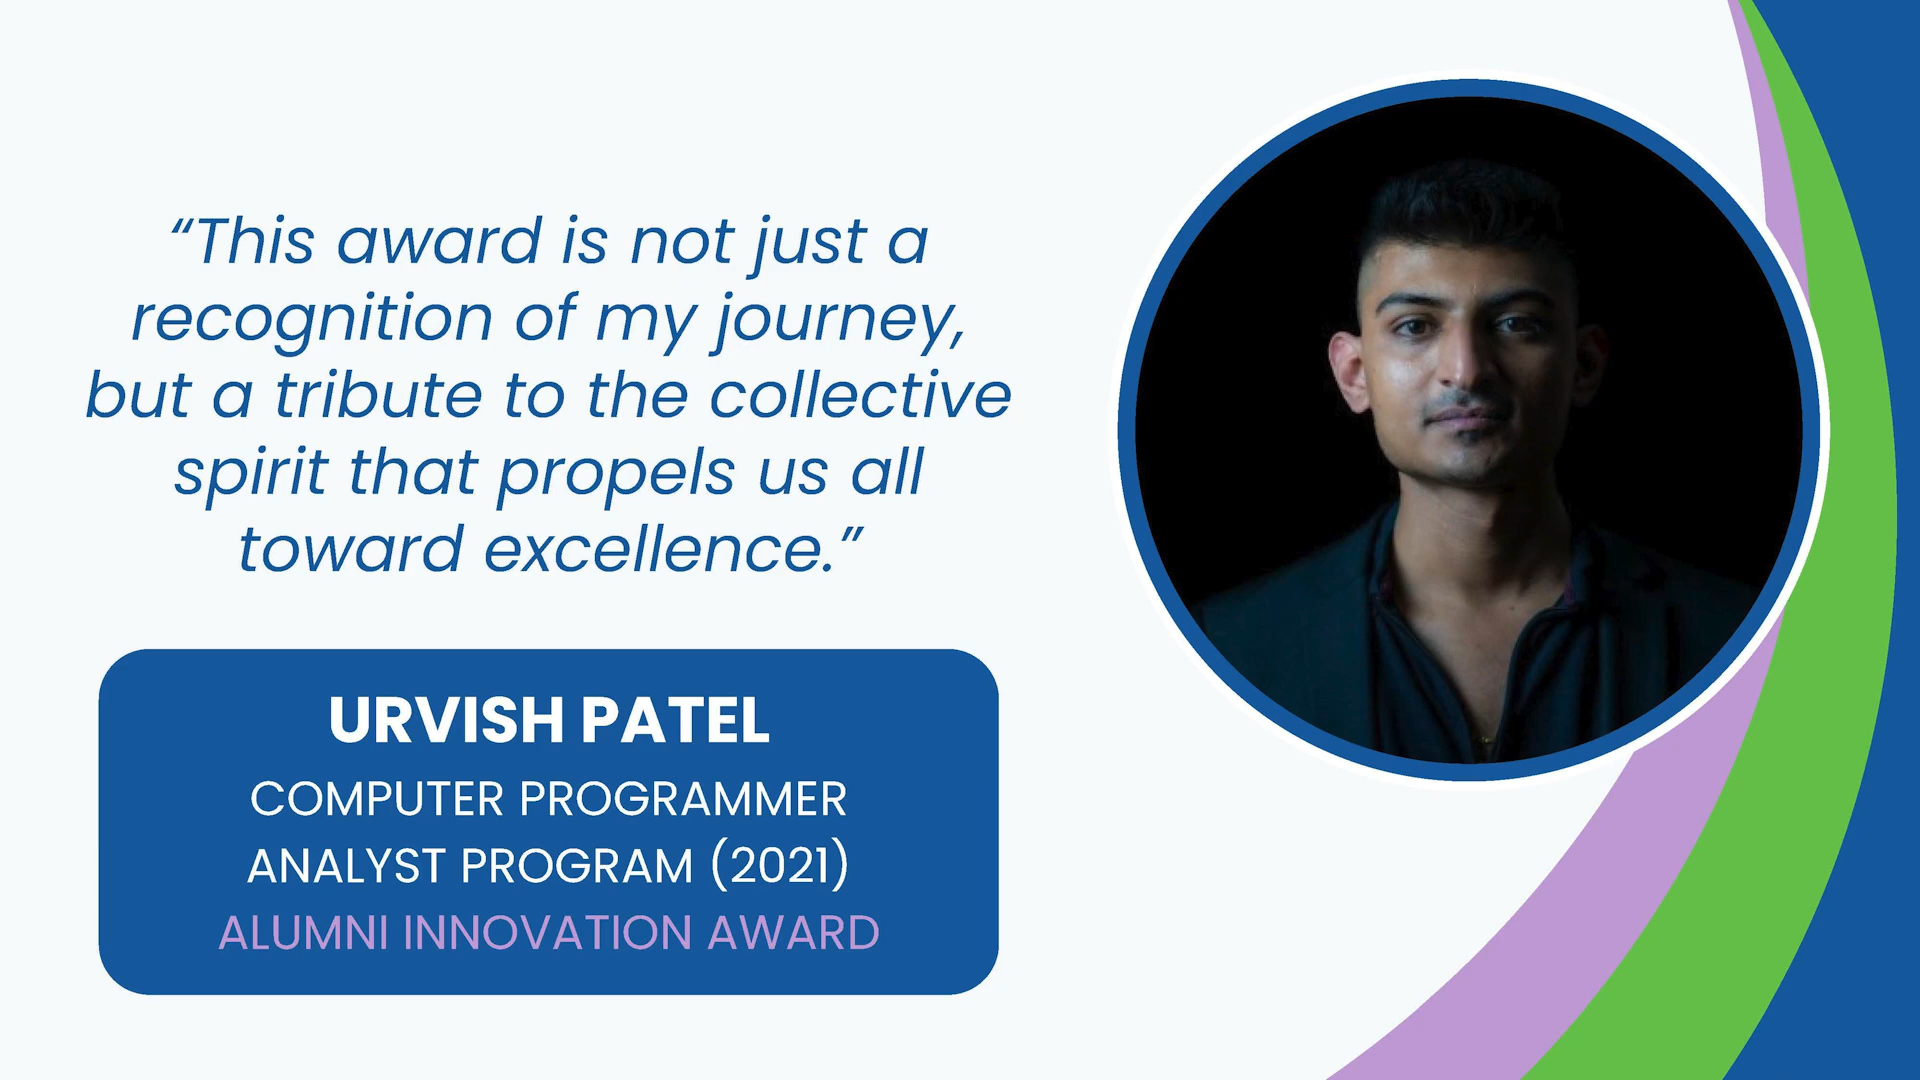 “This award is not just a
recognition of my journey,
but a tribute to the collective
spirit that propels us all
toward excellence.”
URVISH PATEL
COMPUTER PROGRAMMER
ANALYST PROGRAM (2021)
ALUMNI INNOVATION AWARD